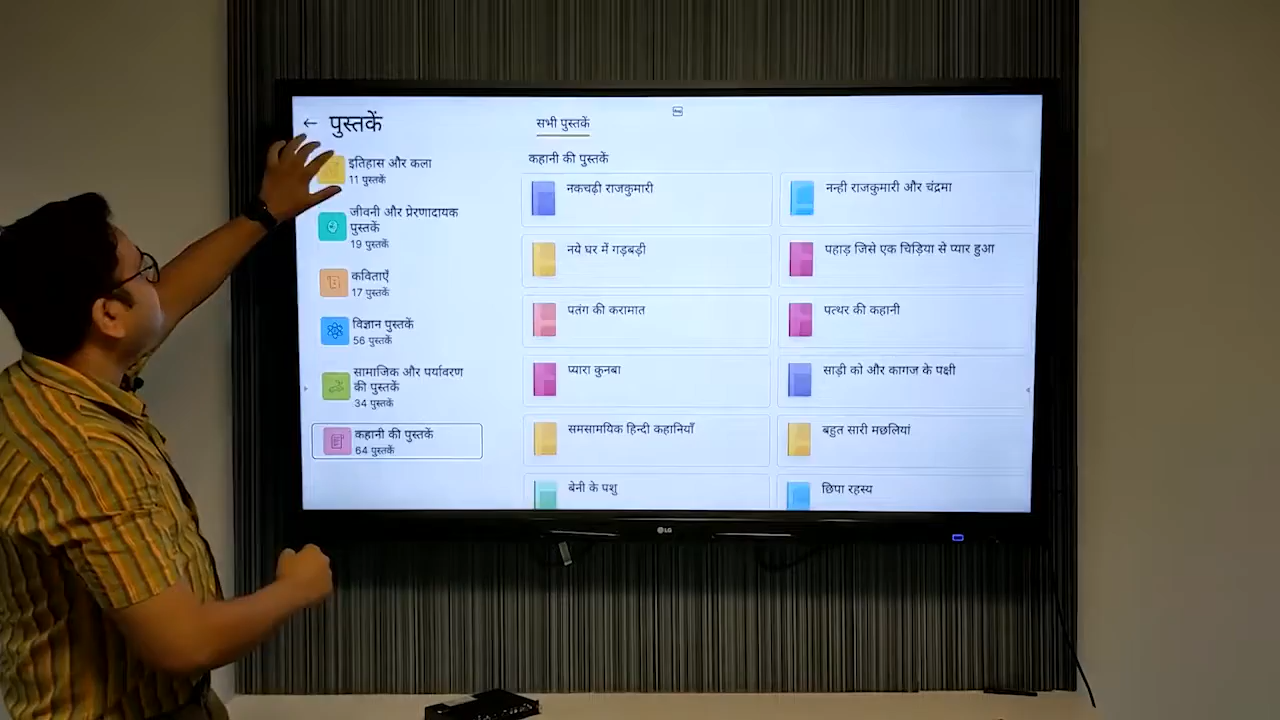 पुस्तकें
सभी पुस्तकें
इतिहास और कला
11 पुस्तकें
जीवनी और प्रेरणादायक
पुस्तकें
19 पुस्तकें
कविताएँ
17 पुस्तकें
विज्ञान पुस्तकें
56 पुस्तकें
सामाजिक और पर्यावरण
की पुस्तकें
34 पुस्तकें
कहानी की पुस्तकें
64 पुस्तकें
कहानी की पुस्तकें
नकचढ़ी राजकुमारी
नन्ही राजकुमारी और चंद्रमा
नये घर में गड़बड़ी
पहाड़ जिसे एक चिड़िया से प्यार हुआ
पतंग की करामात
पत्थर की कहानी
प्यारा कुनबा
साड़ी को और कागज के पक्षी
समसामयिक हिन्दी कहानियाँ
बहुत सारी मछलियां
बेनी के पशु
छिपा रहस्य
LG